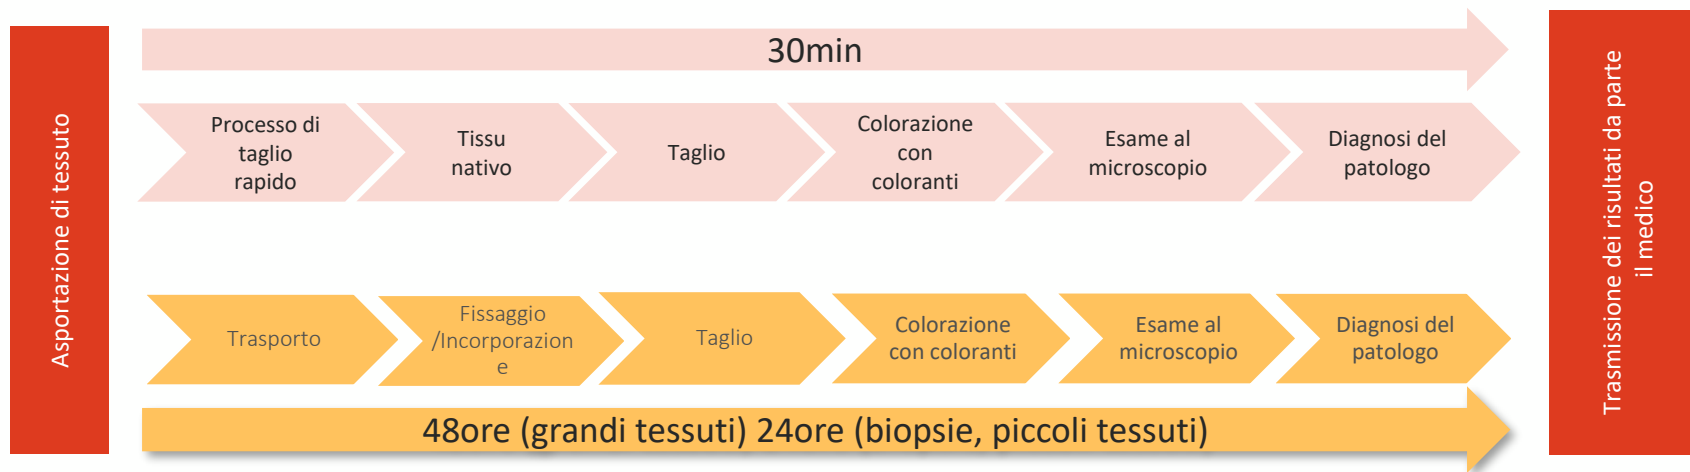 Asportazione di tessuto
30min
Processo di
taglio
rapido
Tissu
nativo
Taglio
Colorazione
con
coloranti
Esame al
microscopio
Diagnosi del
patologo
Trasporto
Fissaggio
/Incorporazion
e
Taglio
Colorazione
con coloranti
Esame al
microscopio
Diagnosi del
patologo
48ore (grandi tessuti) 24ore (biopsie, piccoli tessuti)
Trasmissione dei risultati da parte
il medico